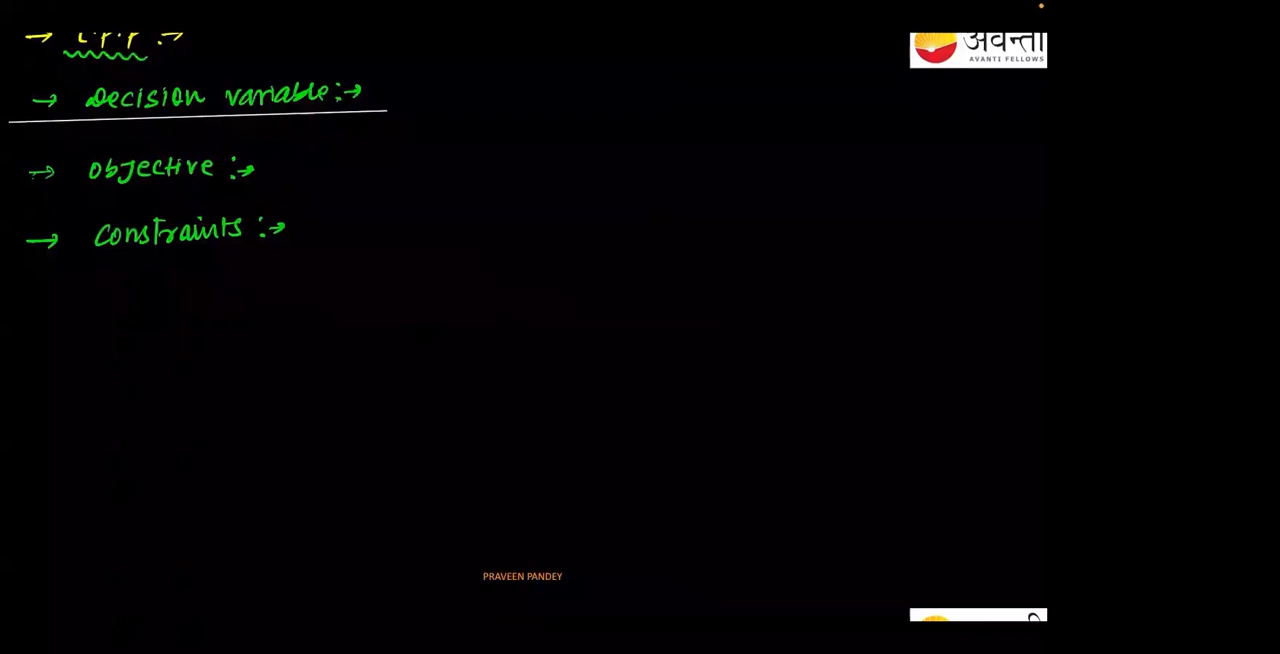 → L.P.P :→
अवन्ती
AVANTI FELLOWS
→ Decision variable :→
→ Objective :→
→ Constraints :→
PRAVEEN PANDEY